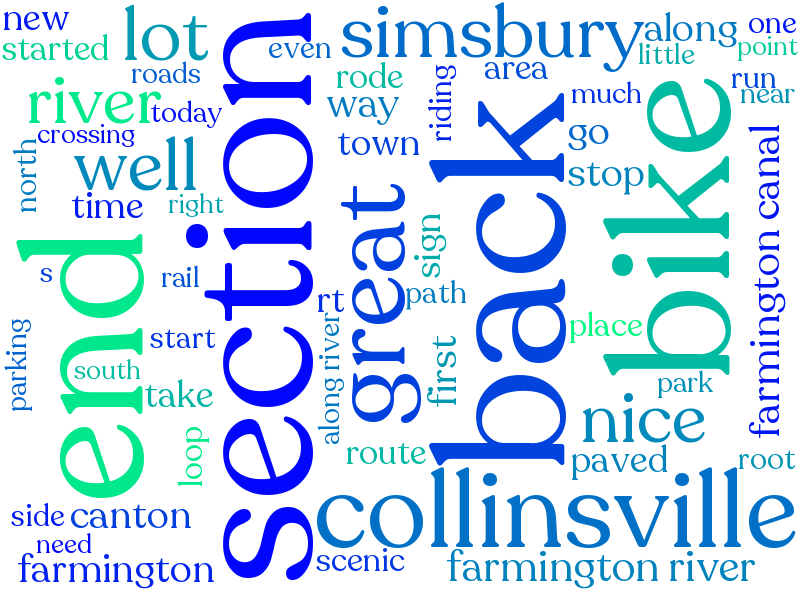 new
lot
even
simsbury
along
one
started
roads
little
point
rode
area
river
today
way
riding
much
run
near
crossing
town
go
well
section
back
bike
stop
north
time
right
great
sign
s
rail
rt
path
farmington canal
end
start
place
parking
south
take
along river
first
park
loop
route
nice
paved
root
side
canton
collinsville
need
farmington
scenic
farmington river